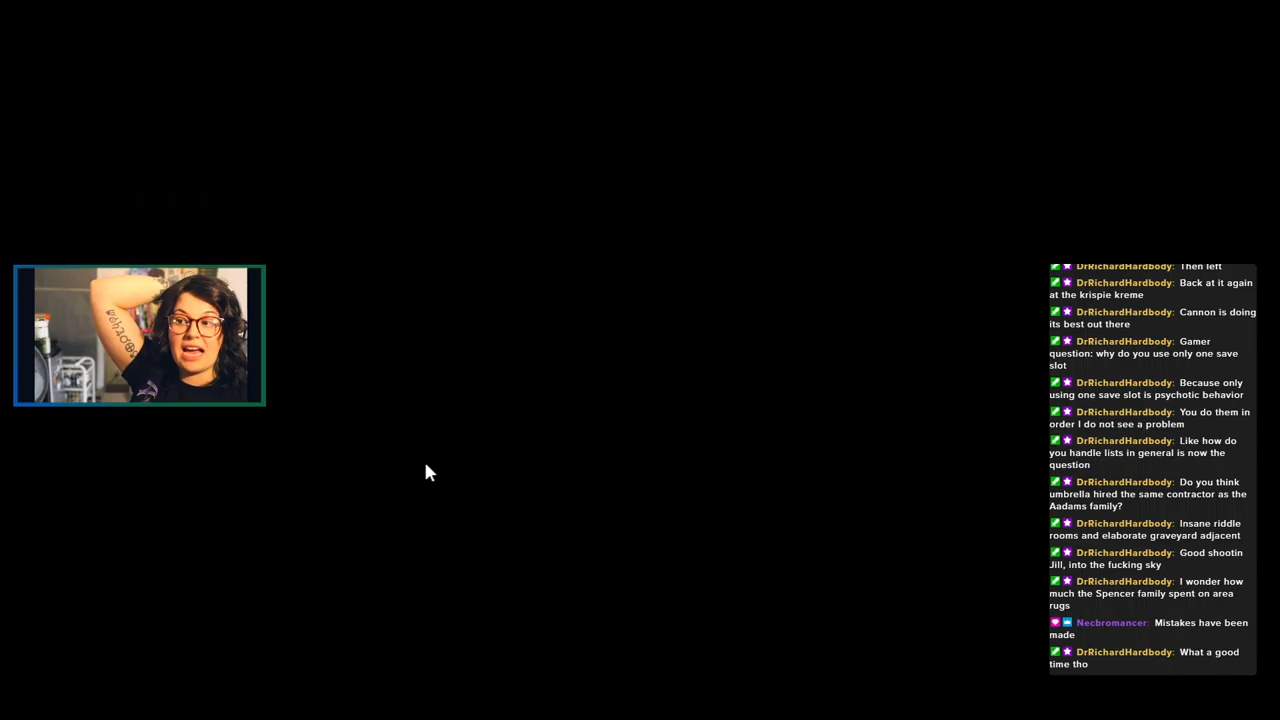 DrRichardHardbody: Then left
DrRichardHardbody: Back at it again
at the krispie kreme
DrRichardHardbody: Cannon is doing
its best out there
DrRichardHardbody: Gamer
question: why do you use only one save
slot
DrRichardHardbody: Because only
using one save slot is psychotic behavior
DrRichardHardbody: You do them in
order I do not see a problem
DrRichardHardbody: Like how do
you handle lists in general is now the
question
DrRichardHardbody: Do you think
umbrella hired the same contractor as the
Aadams family?
DrRichardHardbody: Insane riddle
rooms and elaborate graveyard adjacent
DrRichardHardbody: Good shootin
Jill, into the fucking sky
DrRichardHardbody: I wonder how
much the Spencer family spent on area
rugs
Necbromancer: Mistakes have been
made
DrRichardHardbody: What a good
time tho